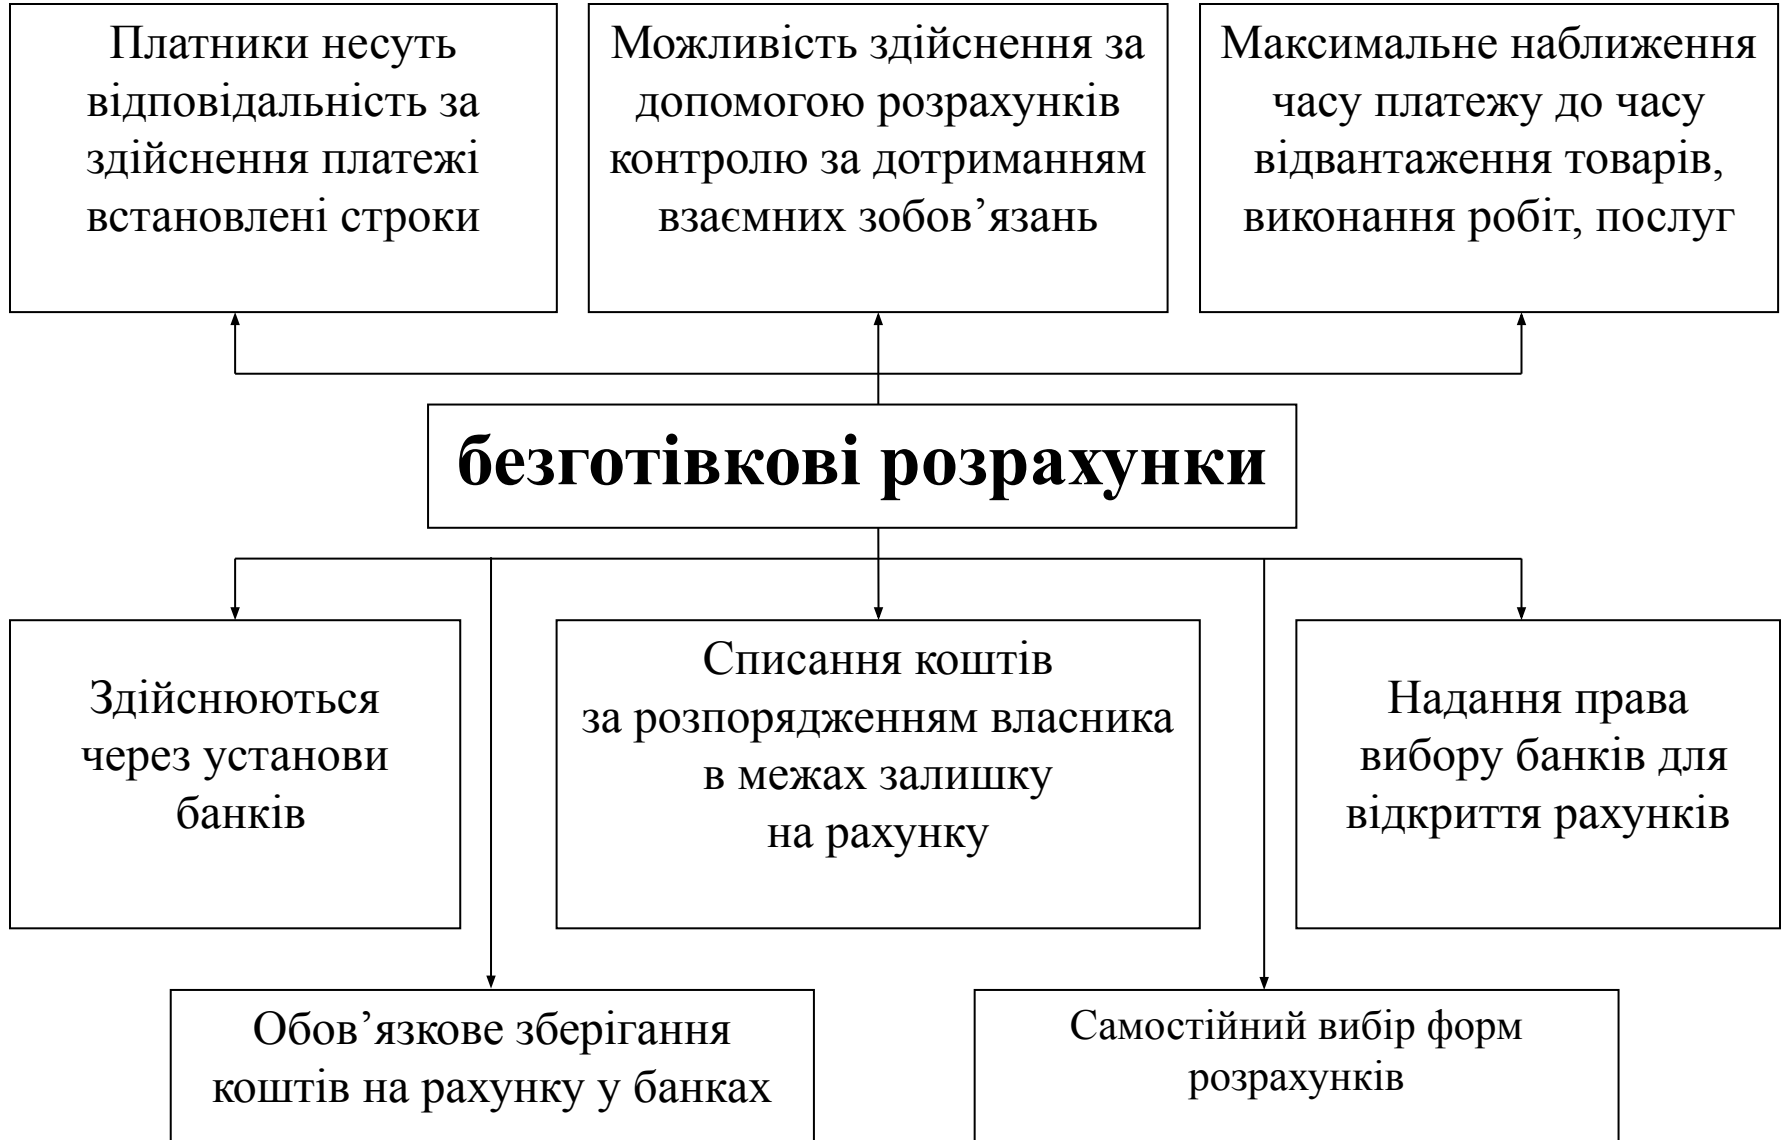 Платники несуть
відповідальність за
здійснення платежі
встановлені строки
Можливість здійснення за
допомогою розрахунків
контролю за дотриманням
взаємних зобов’язань
Максимальне наближення
часу платежу до часу
відвантаження товарів,
виконання робіт, послуг
безготівкові розрахунки
Здійснюються
через установи
банків
Списання коштів
за розпорядженням власника
в межах залишку
на рахунку
Надання права
вибору банків для
відкриття рахунків
Обов’язкове зберігання
коштів на рахунку у банках
Самостійний вибір форм
розрахунків